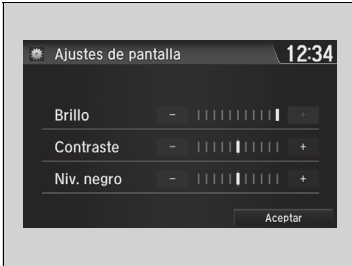 Ajustes de pantalla 12:34
Brillo - +
Contraste - +
Niv. negro - +
Aceptar